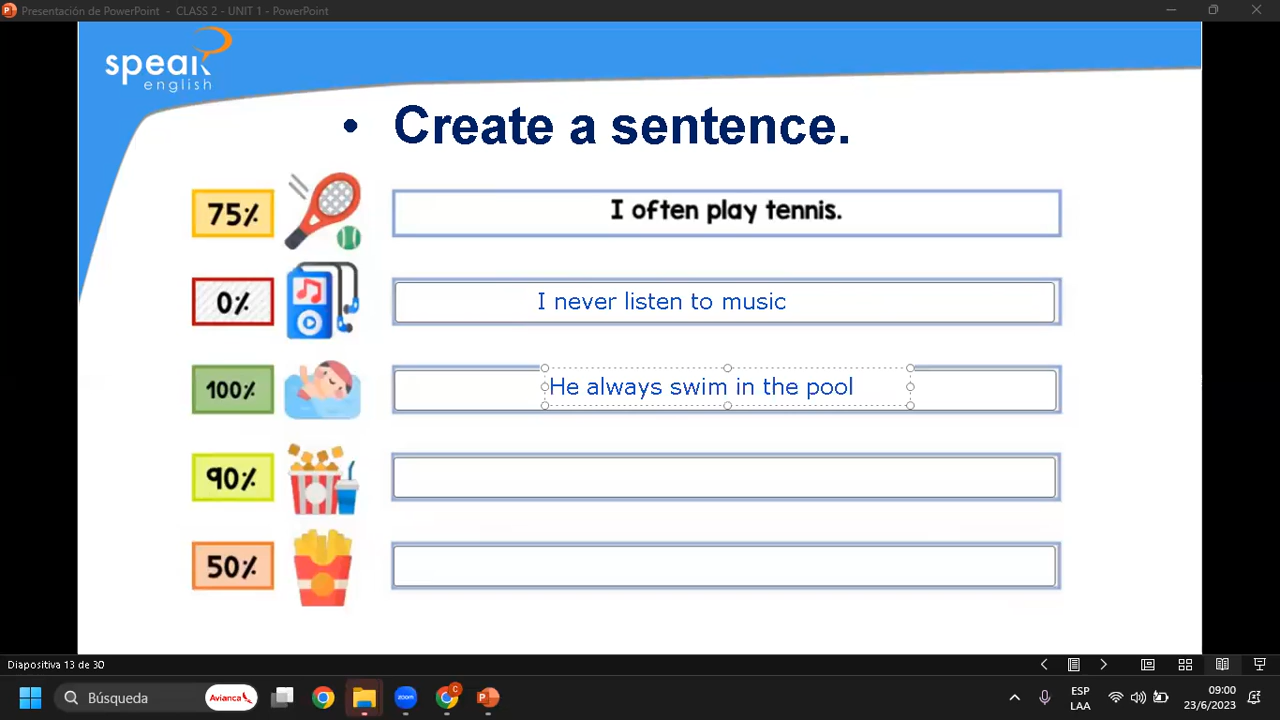 Presentación de PowerPoint - CLASS 2 - UNIT 1 - PowerPoint
speak
english
• Create a sentence.
75% I often play tennis.
0% I never listen to music
100% He always swim in the pool
90%
50%
Diapositiva 13 de 30
Búsqueda
Avianca
zoom
C
ESP
LAA
09:00
23/6/2023